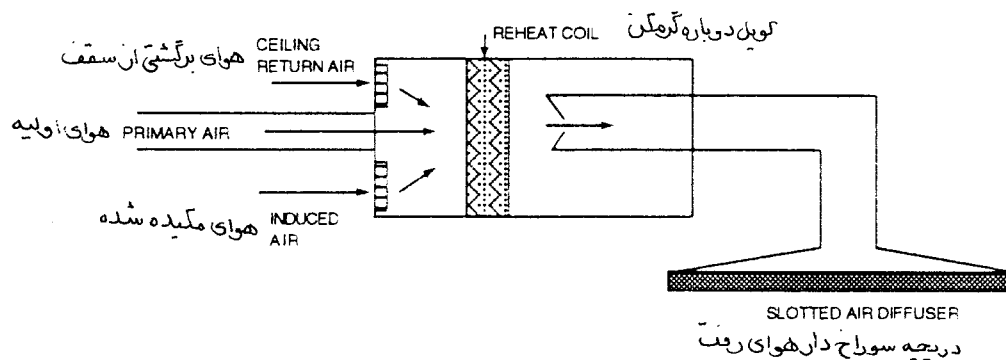 کویل دوباره گرمکن
REHEAT COIL
هوای برگشتی از سقف CEILING
RETURN AIR
هوای اولیه PRIMARY AIR
هوای مکیده شده INDUCED
AIR
SLOTTED AIR DIFFUSER
دریچه سوراخ دار هوای رفت